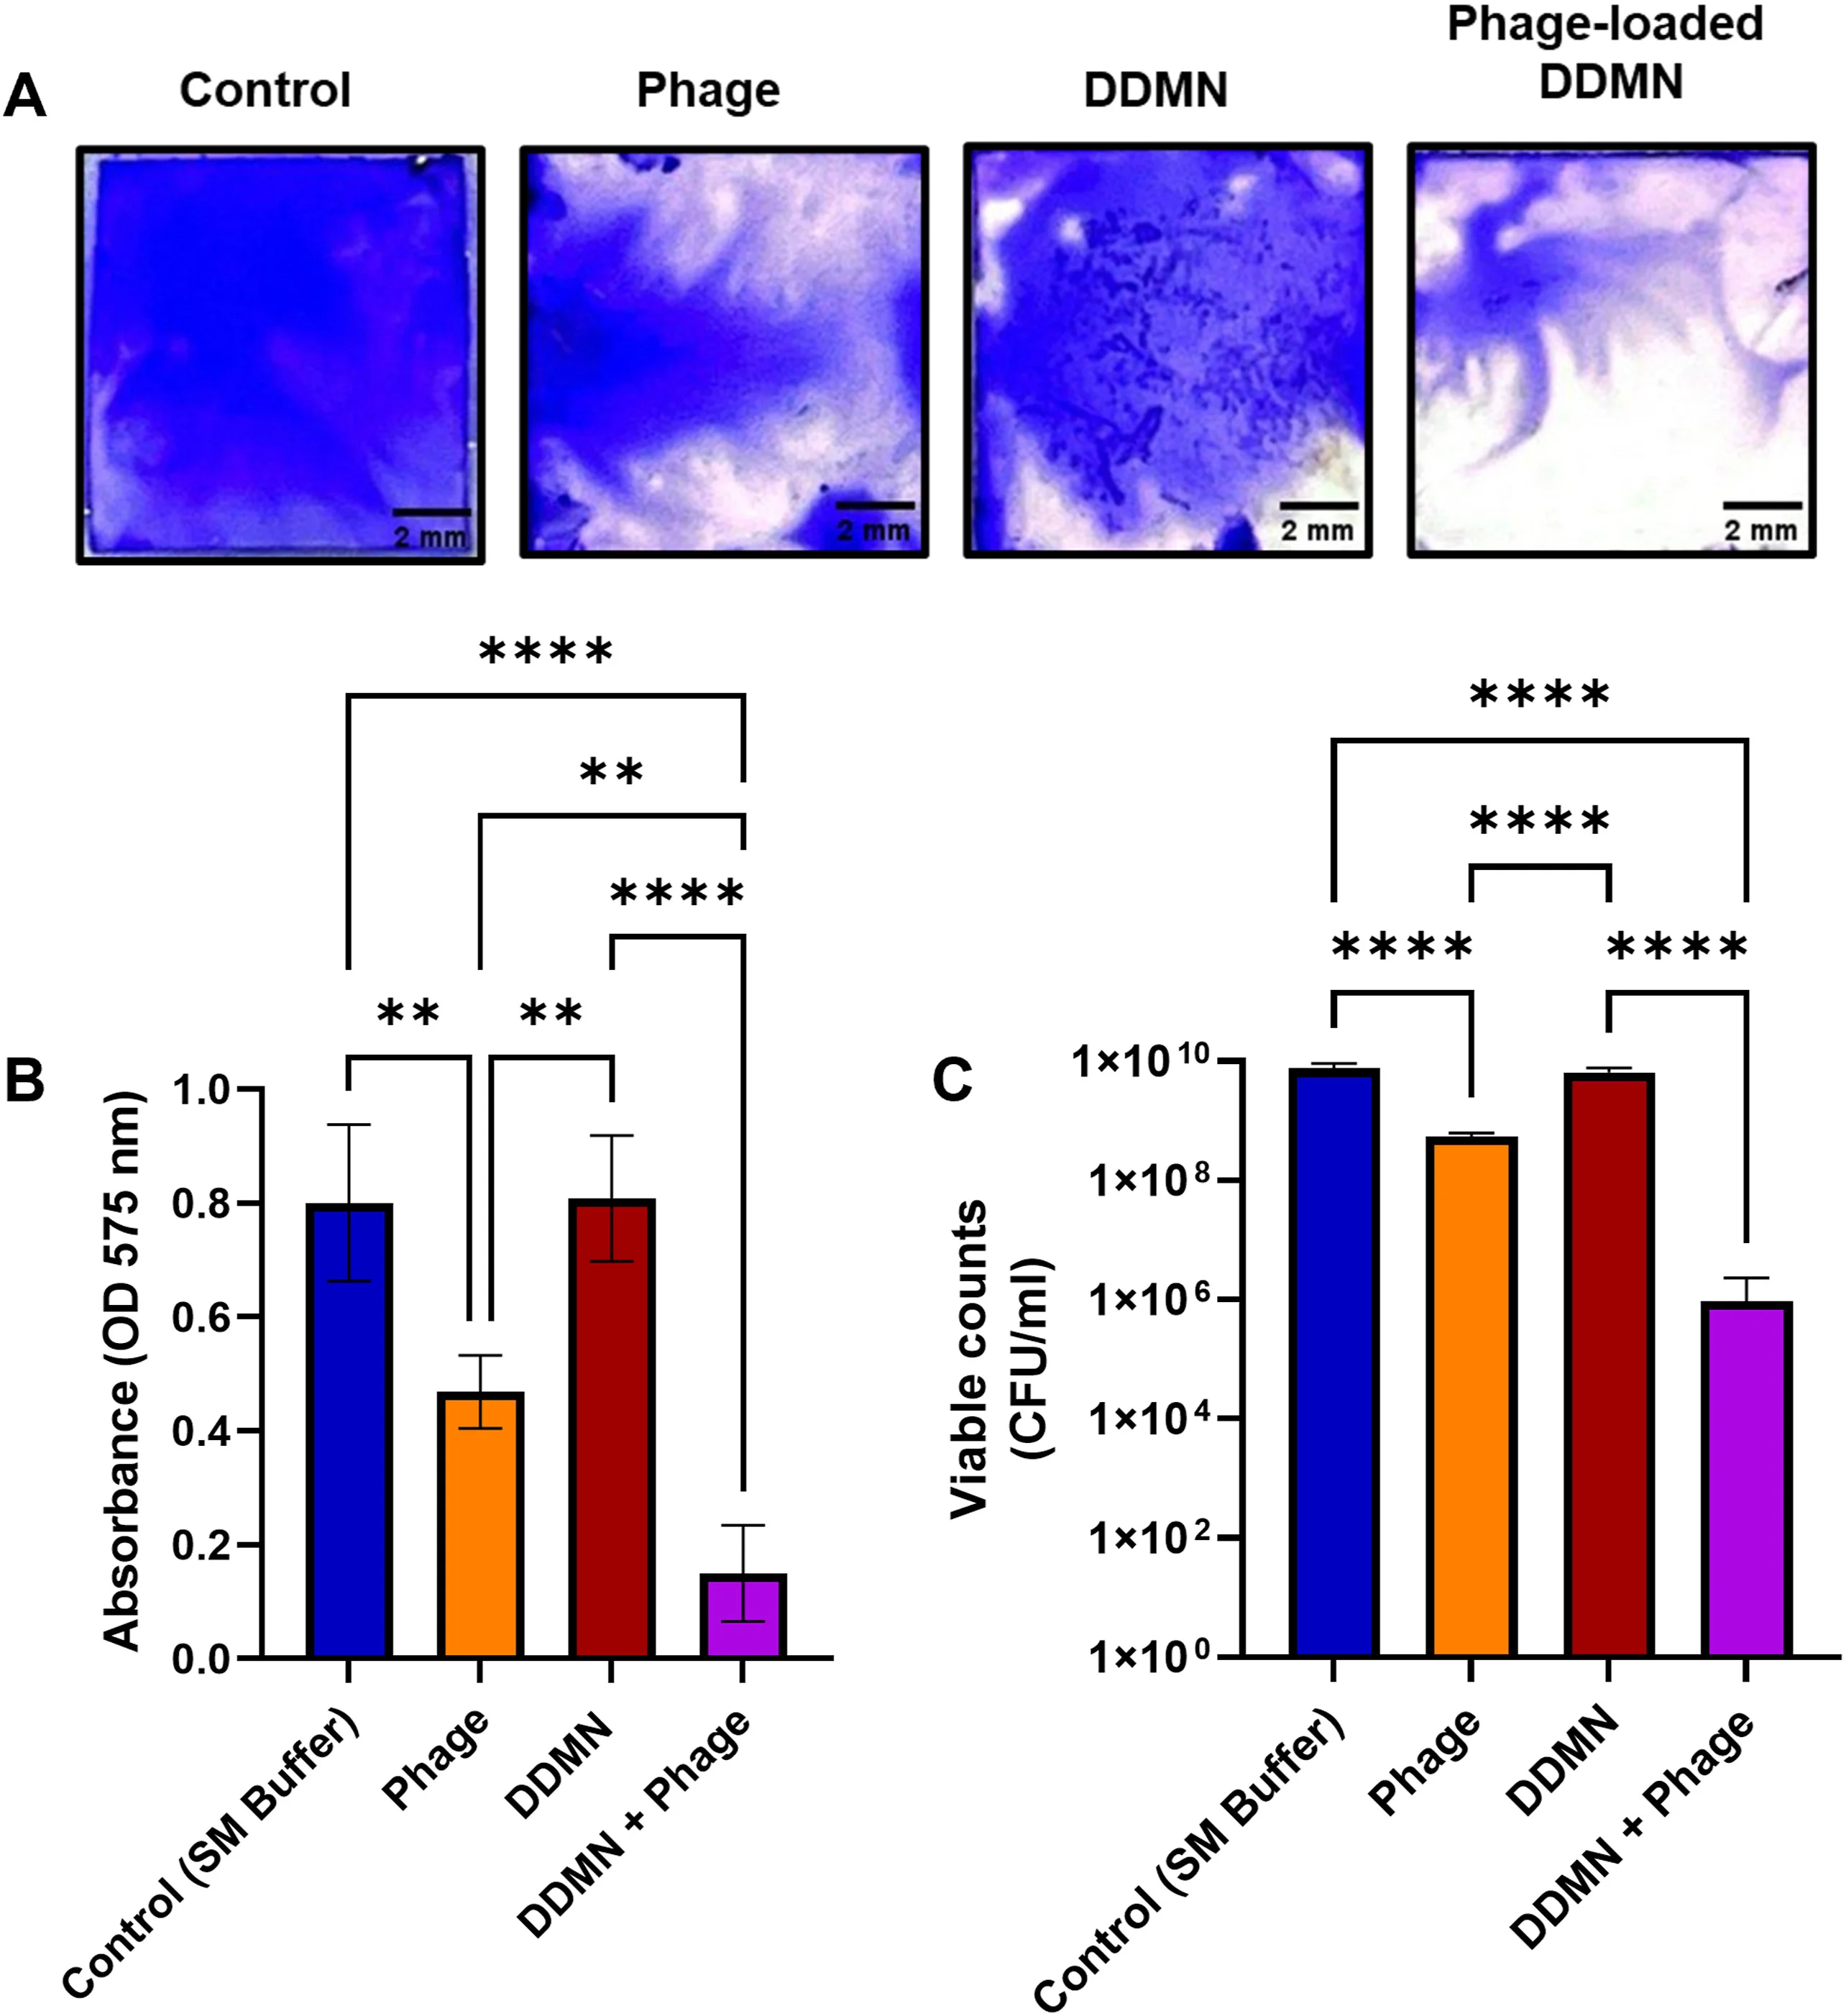 A
Control
Phage
DDMN
Phage-loaded
DDMN
2 mm
2 mm
2 mm
2 mm
****
**
****
**
**
B
Absorbance (OD 575 nm)
1.0
0.8
0.6
0.4
0.2
0.0
Control (SM Buffer)
Phage
DDMN
DDMN + Phage
****
****
****
****
C
Viable counts
(CFU/ml)
1×10¹⁰
1×10⁸
1×10⁶
1×10⁴
1×10²
1×10⁰
Control (SM Buffer)
Phage
DDMN
DDMN + Phage